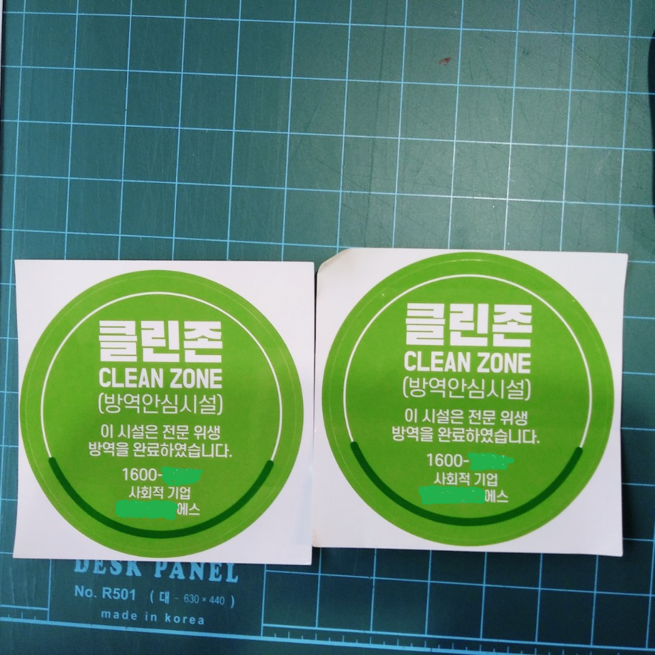 클린존
CLEAN ZONE
(방역안심시설)
이 시설은 전문 위생
방역을 완료하였습니다.
1600-
사회적 기업
에스
클린존
CLEAN ZONE
(방역안심시설)
이 시설은 전문 위생
방역을 완료하였습니다.
1600-
사회적 기업
에스
DESK PANEL
No. R501 (대 - 630×440)
made in korea